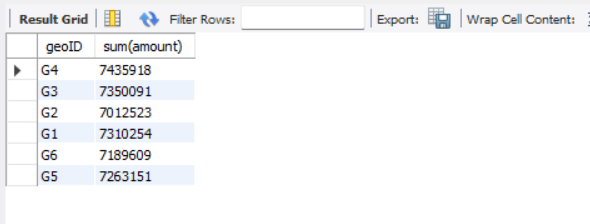 Result Grid Filter Rows: Export: Wrap Cell Content:
geoID sum(amount)
G4 7435918
G3 7350091
G2 7012523
G1 7310254
G6 7189609
G5 7263151